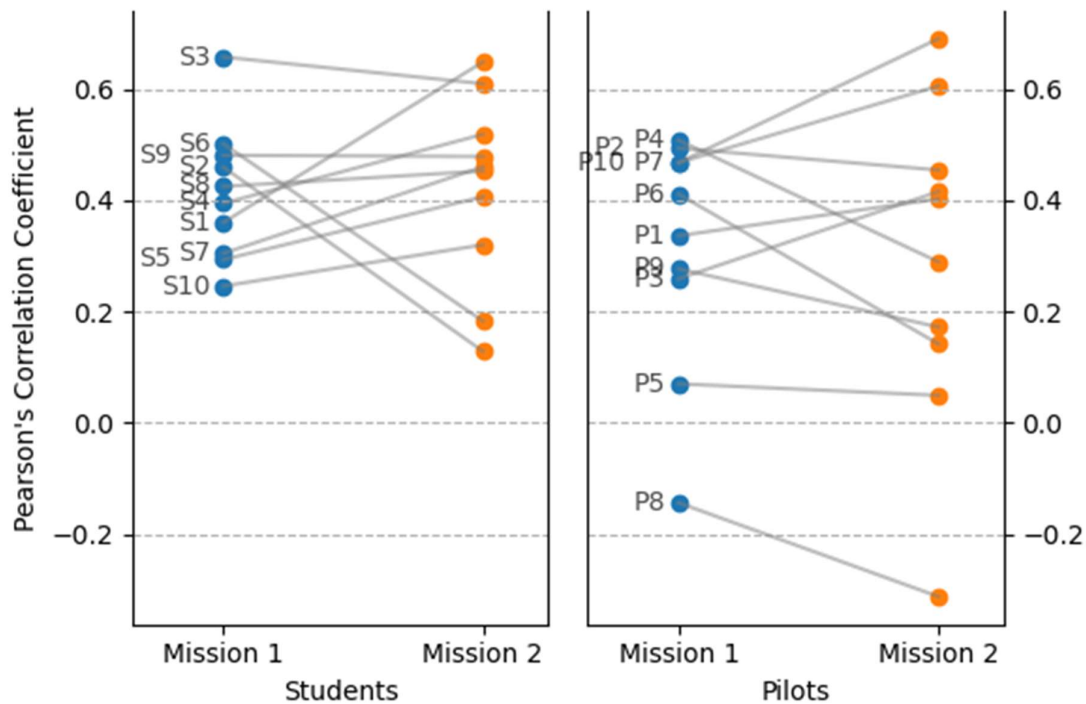 Pearson's Correlation Coefficient
0.6
0.4
0.2
0.0
−0.2
S3
S6
S9
S2
S8
S4
S1
S7
S5
S10
Mission 1
Mission 2
Students
P4
P2
P10
P7
P6
P1
P9
P3
P5
P8
Mission 1
Mission 2
Pilots
0.6
0.4
0.2
0.0
−0.2